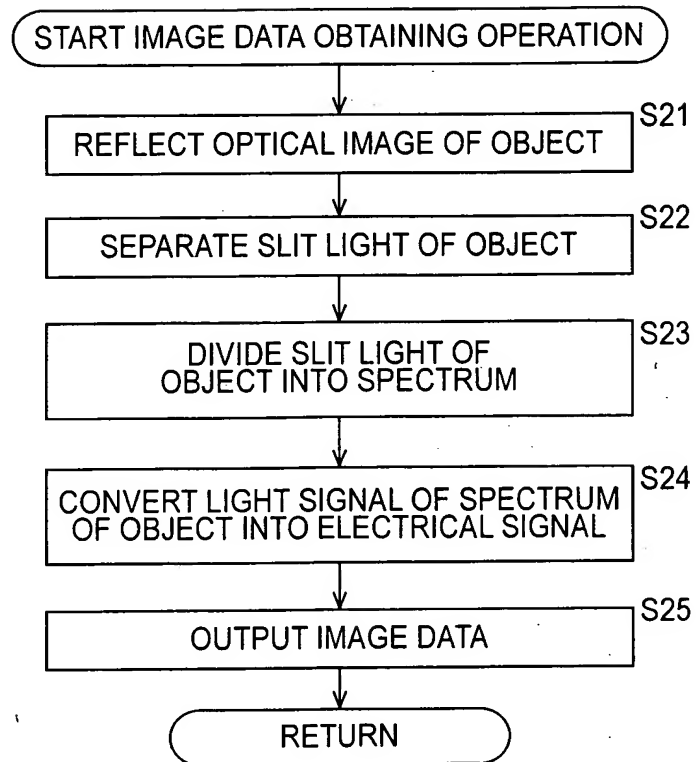 START IMAGE DATA OBTAINING OPERATION
S21
REFLECT OPTICAL IMAGE OF OBJECT
S22
SEPARATE SLIT LIGHT OF OBJECT
S23
DIVIDE SLIT LIGHT OF
OBJECT INTO SPECTRUM
S24
CONVERT LIGHT SIGNAL OF SPECTRUM
OF OBJECT INTO ELECTRICAL SIGNAL
S25
OUTPUT IMAGE DATA
RETURN